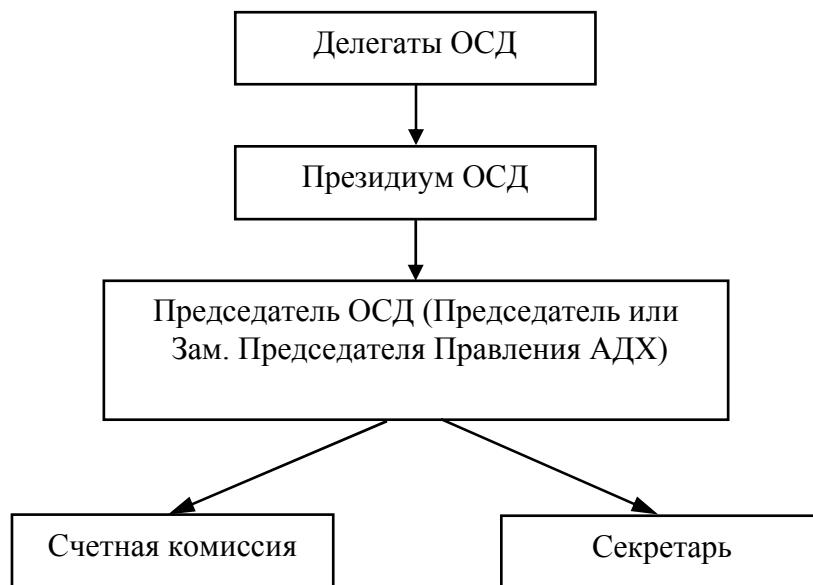 Делегаты ОСД
Президиум ОСД
Председатель ОСД (Председатель или
Зам. Председателя Правления АДХ)
Счетная комиссия
Секретарь